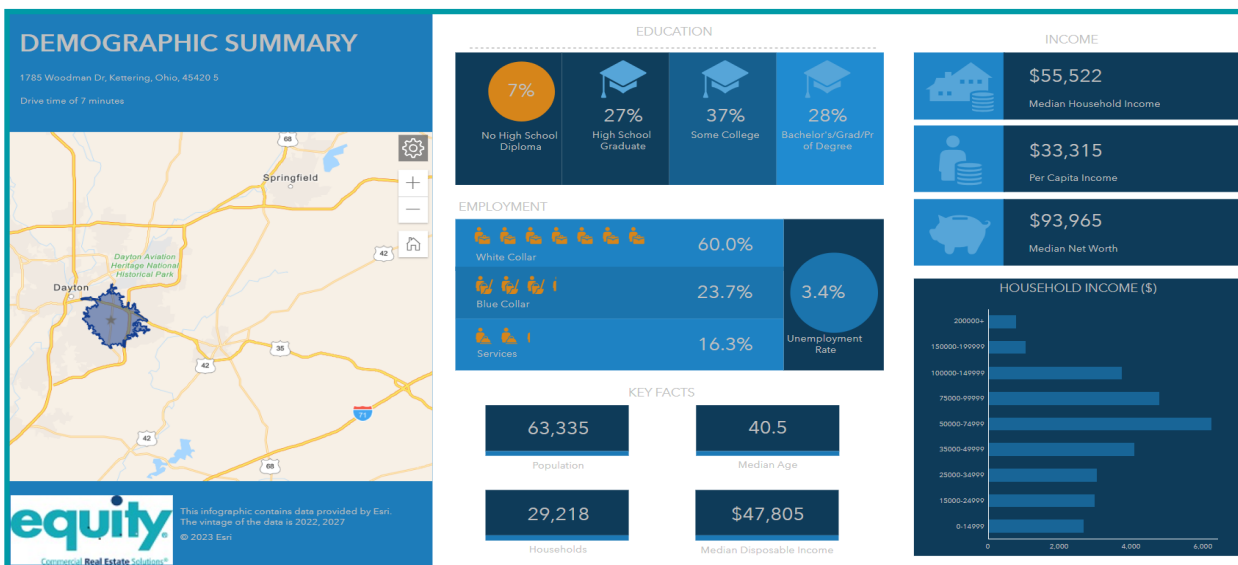 DEMOGRAPHIC SUMMARY
1785 Woodman Dr, Kettering, Ohio, 45420 5
Drive time of 7 minutes
68
Springfield
42
Dayton Aviation
Heritage National
Historical Park
Dayton
35
42
71
42
68
equity
Commercial Real Estate Solutions®
This infographic contains data provided by Esri.
The vintage of the data is 2022, 2027
© 2023 Esri
EDUCATION
7%
No High School
Diploma
27%
High School
Graduate
37%
Some College
28%
Bachelor's/Grad/Pr
of Degree
EMPLOYMENT
White Collar
60.0%
Blue Collar
23.7%
Services
16.3%
3.4%
Unemployment
Rate
KEY FACTS
63,335
Population
40.5
Median Age
29,218
Households
$47,805
Median Disposable Income
INCOME
$55,522
Median Household Income
$33,315
Per Capita Income
$93,965
Median Net Worth
HOUSEHOLD INCOME ($)
200000+
150000-199999
100000-149999
75000-99999
50000-74999
35000-49999
25000-34999
15000-24999
0-14999
0 2,000 4,000 6,000